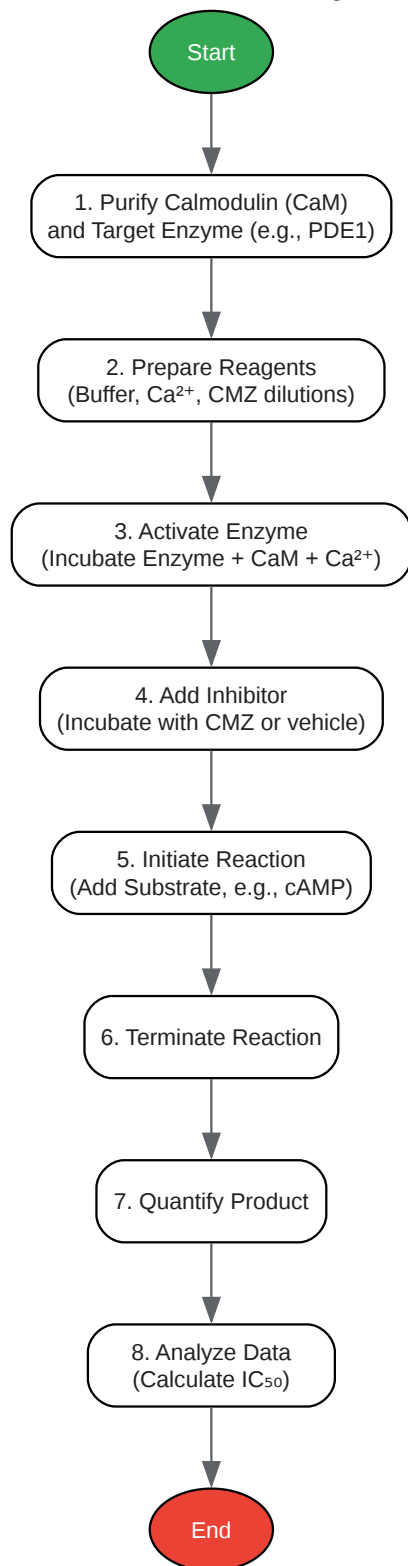 Start
1. Purify Calmodulin (CaM)
and Target Enzyme (e.g., PDE1)
2. Prepare Reagents
(Buffer, Ca²⁺, CMZ dilutions)
3. Activate Enzyme
(Incubate Enzyme + CaM + Ca²⁺)
4. Add Inhibitor
(Incubate with CMZ or vehicle)
5. Initiate Reaction
(Add Substrate, e.g., cAMP)
6. Terminate Reaction
7. Quantify Product
8. Analyze Data
(Calculate IC₅₀)
End